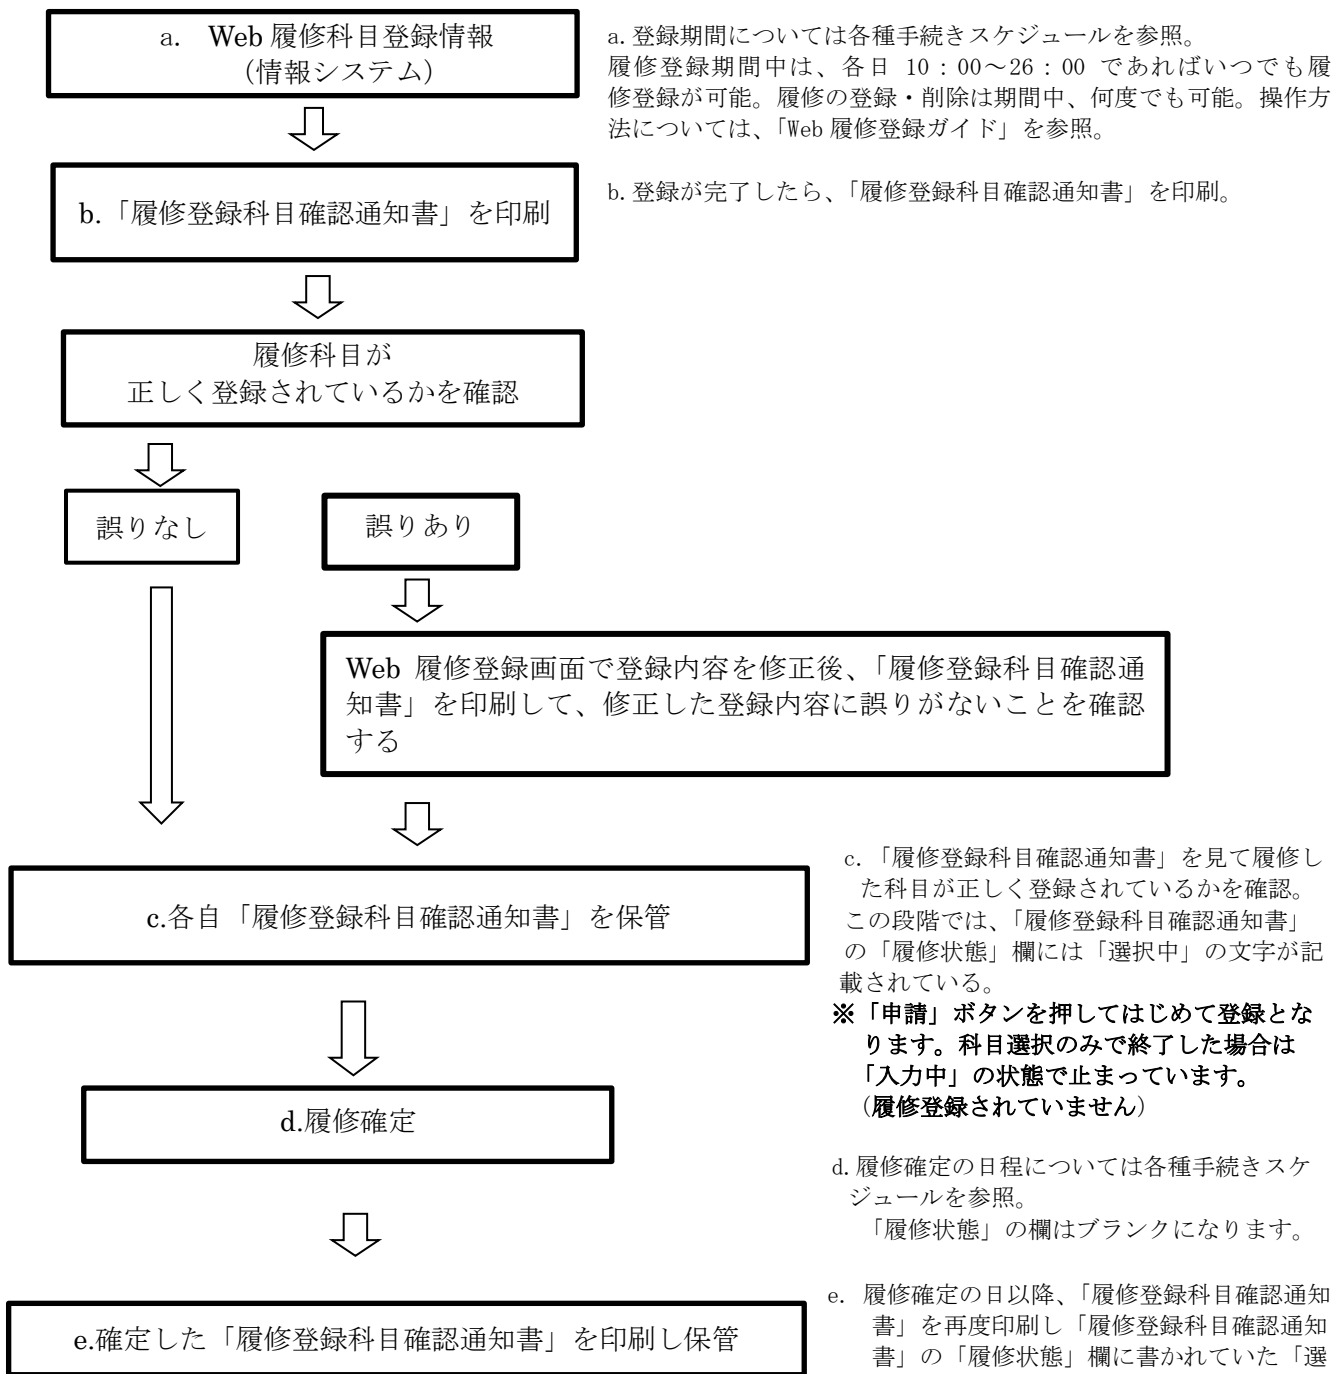 a. Web 履修科目登録情報
(情報システム)
a. 登録期間については各種手続きスケジュールを参照。
履修登録期間中は、各日 10：00～26：00 であればいつでも履
修登録が可能。履修の登録・削除は期間中、何度でも可能。操作方
法については、「Web 履修登録ガイド」を参照。
b.「履修登録科目確認通知書」を印刷
b. 登録が完了したら、「履修登録科目確認通知書」を印刷。
履修科目が
正しく登録されているかを確認
誤りなし
誤りあり
Web 履修登録画面で登録内容を修正後、「履修登録科目確認通
知書」を印刷して、修正した登録内容に誤りがないことを確認
する
c.各自「履修登録科目確認通知書」を保管
c. 「履修登録科目確認通知書」を見て履修し
た科目が正しく登録されているかを確認。
この段階では、「履修登録科目確認通知書」
の「履修状態」欄には「選択中」の文字が記
載されている。
※「申請」ボタンを押してはじめて登録とな
ります。科目選択のみで終了した場合は
「入力中」の状態で止まっています。
(履修登録されていません)
d.履修確定
d. 履修確定の日程については各種手続きスケ
ジュールを参照。
「履修状態」の欄はブランクになります。
e.確定した「履修登録科目確認通知書」を印刷し保管
e. 履修確定の日以降、「履修登録科目確認通知
書」を再度印刷し「履修登録科目確認通知
書」の「履修状態」欄に書かれていた「選